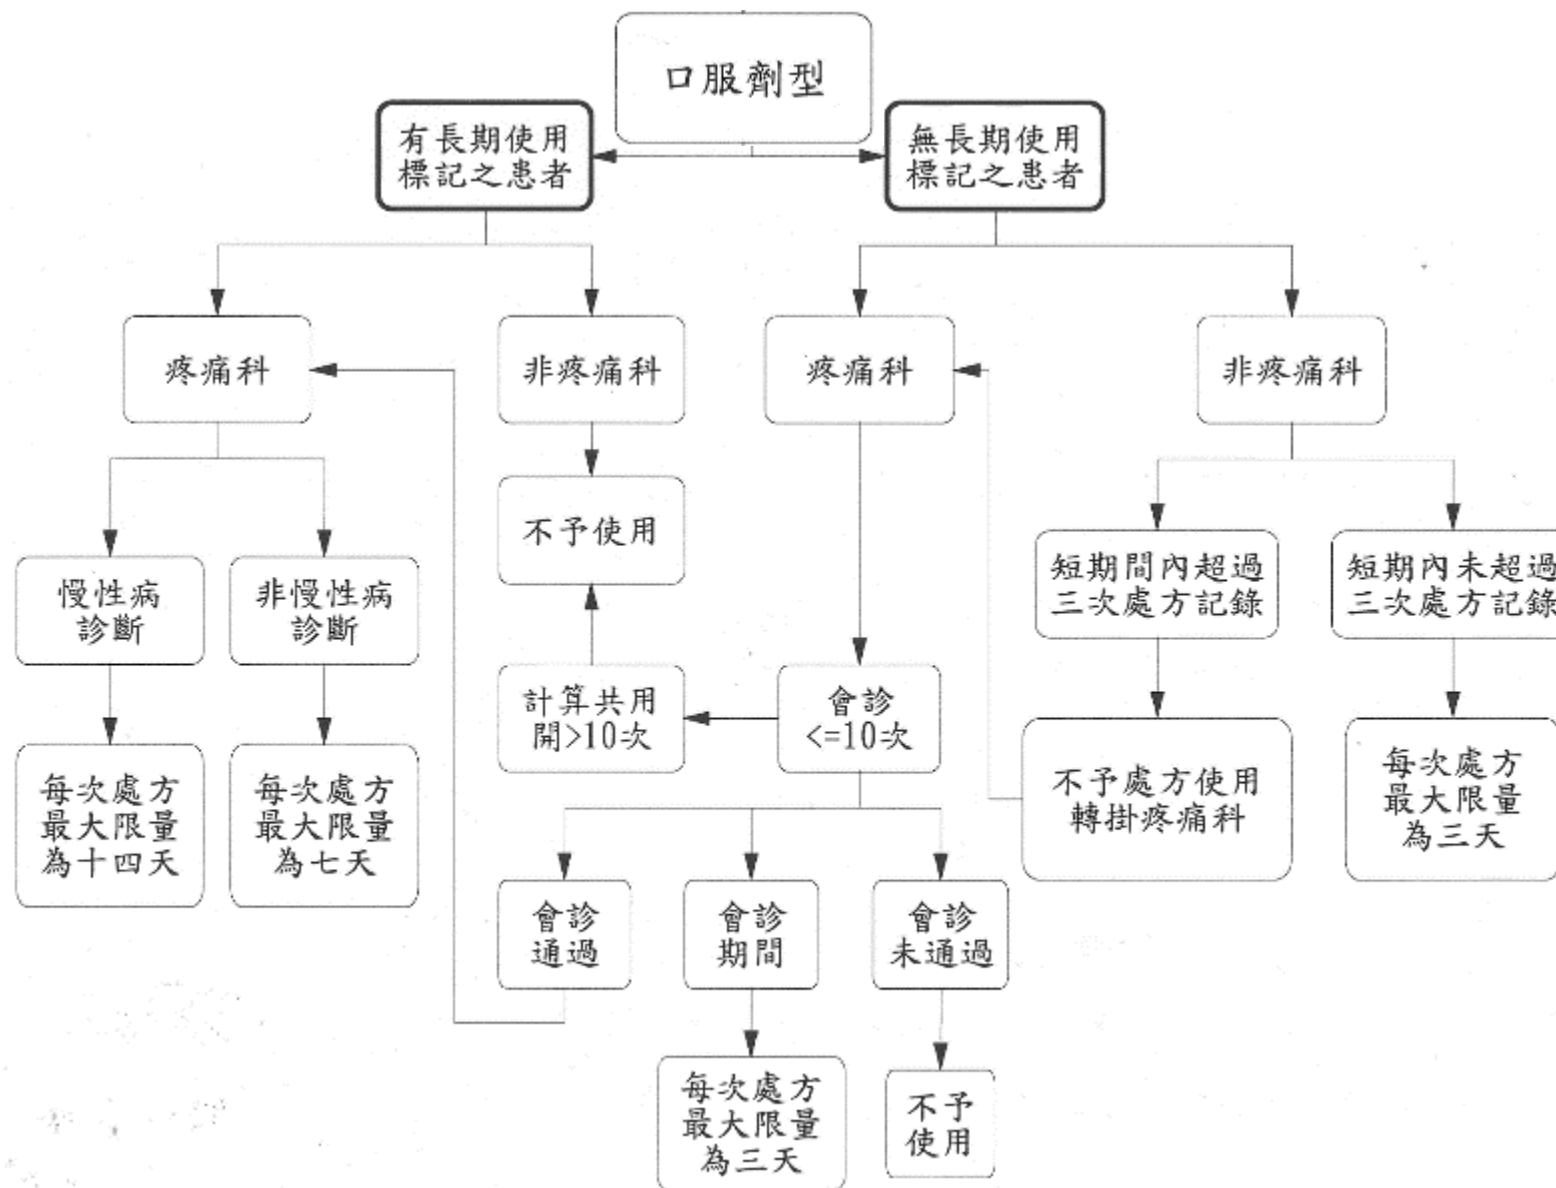 口服劑型
有長期使用
標記之患者
無長期使用
標記之患者
疼痛科
非疼痛科
疼痛科
非疼痛科
不予使用
慢性病
診斷
非慢性病
診斷
短期間內超過
三次處方記錄
短期內未超過
三次處方記錄
計算共用
開>10次
會診
<=10次
每次處方
最大限量
為十四天
每次處方
最大限量
為七天
不予處方使用
轉掛疼痛科
每次處方
最大限量
為三天
會診
通過
會診
期間
會診
未通過
每次處方
最大限量
為三天
不予
使用